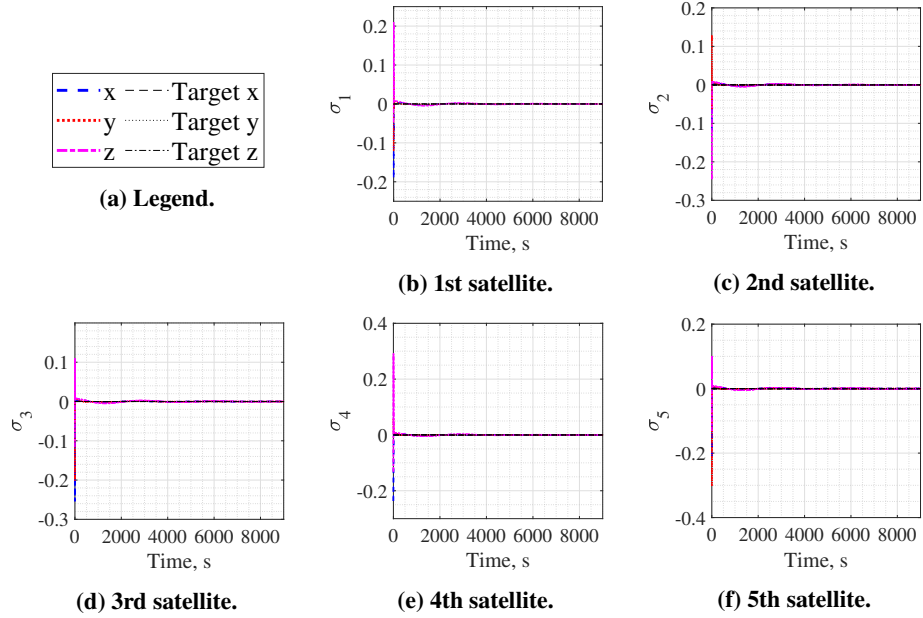 x Target x
y Target y
z Target z
(a) Legend.
0.2
0.1
0
-0.1
-0.2
σ1
0 2000 4000 6000 8000
Time, s
(b) 1st satellite.
0.2
0.1
0
-0.1
-0.2
-0.3
σ2
0 2000 4000 6000 8000
Time, s
(c) 2nd satellite.
0.1
0
-0.1
-0.2
-0.3
σ3
0 2000 4000 6000 8000
Time, s
(d) 3rd satellite.
0.4
0.2
0
-0.2
σ4
0 2000 4000 6000 8000
Time, s
(e) 4th satellite.
0.2
0
-0.2
-0.4
σ5
0 2000 4000 6000 8000
Time, s
(f) 5th satellite.